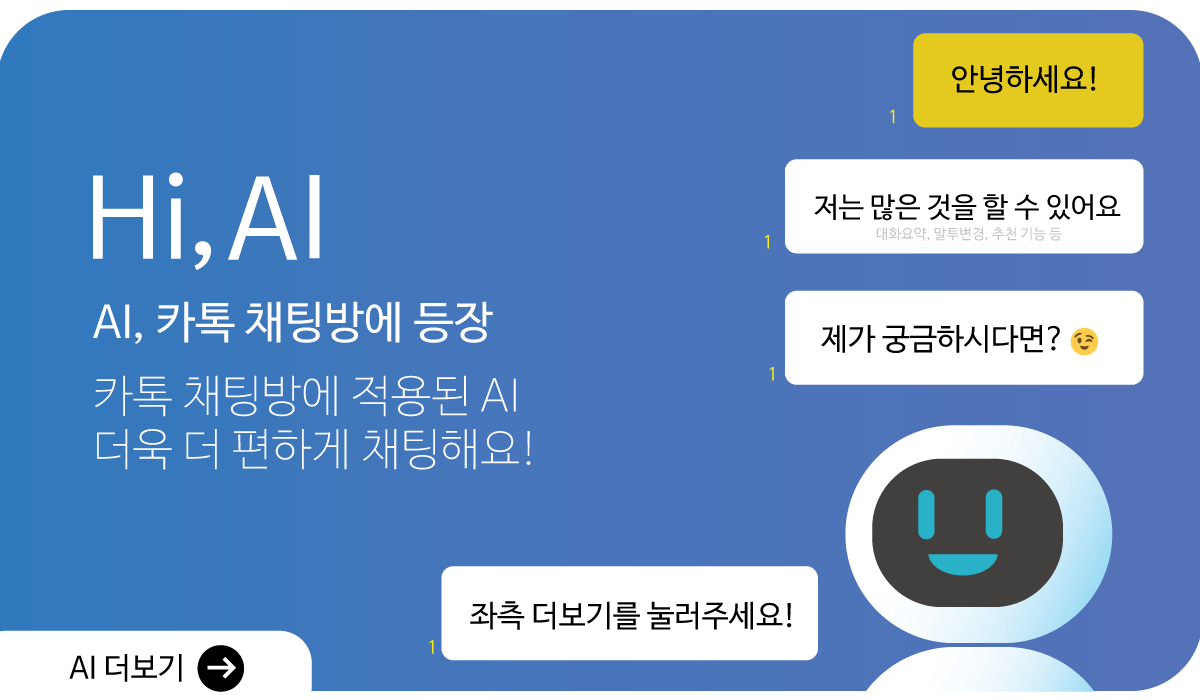 Hi, AI
AI, 카톡 채팅방에 등장
카톡 채팅방에 적용된 AI
더욱 더 편하게 채팅해요!
안녕하세요!
1
저는 많은 것을 할 수 있어요
대화요약, 말투변경, 추천 기능 등
1
제가 궁금하시다면? 😉
1
좌측 더보기를 눌러주세요!
1
AI 더보기